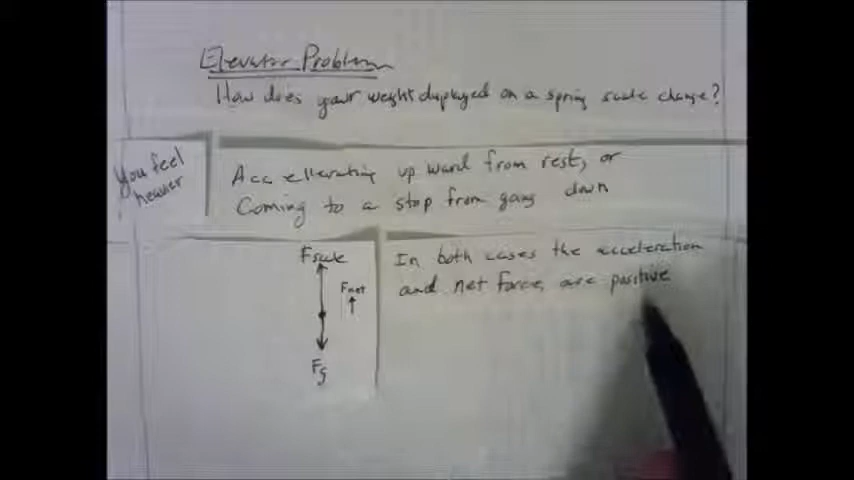 Elevator Problem
How does your weight displayed on a spring scale change?
You feel
heavier
Accellerating upward from rest, or
Coming to a stop from going down
Fscale
Fnet
Fg
In both cases the acceleration
and net force, are positive